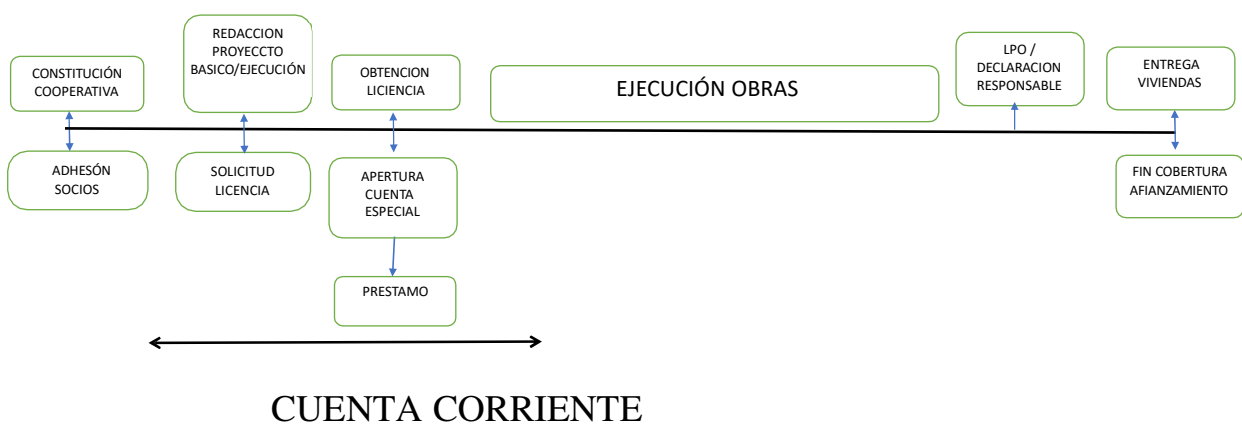 CONSTITUCIÓN
COOPERATIVA
ADHESÓN
SOCIOS
REDACCION
PROYECCTO
BASICO/EJECUCIÓN
SOLICITUD
LICENCIA
OBTENCION
LICIENCIA
APERTURA
CUENTA
ESPECIAL
PRESTAMO
EJECUCIÓN OBRAS
LPO /
DECLARACION
RESPONSABLE
ENTREGA
VIVIENDAS
FIN COBERTURA
AFIANZAMIENTO
CUENTA CORRIENTE